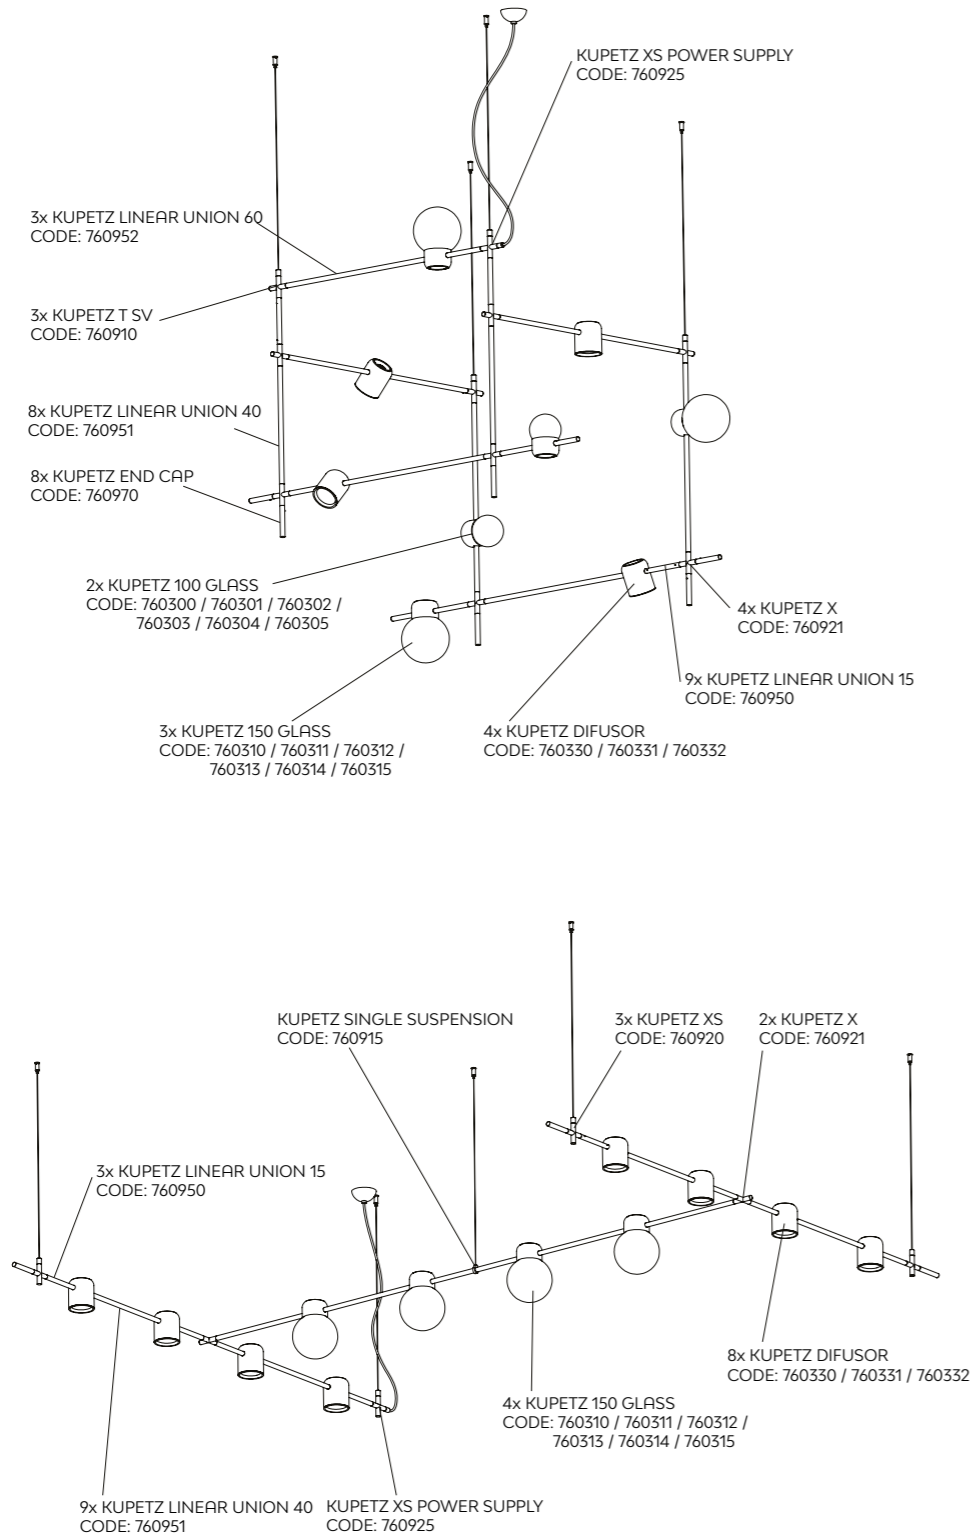 KUPETZ XS POWER SUPPLY
CODE: 760925
3x KUPETZ LINEAR UNION 60
CODE: 760952
3x KUPETZ T SV
CODE: 760910
8x KUPETZ LINEAR UNION 40
CODE: 760951
8x KUPETZ END CAP
CODE: 760970
2x KUPETZ 100 GLASS
CODE: 760300 / 760301 / 760302 /
760303 / 760304 / 760305
4x KUPETZ X
CODE: 760921
9x KUPETZ LINEAR UNION 15
CODE: 760950
3x KUPETZ 150 GLASS
CODE: 760310 / 760311 / 760312 /
760313 / 760314 / 760315
4x KUPETZ DIFUSOR
CODE: 760330 / 760331 / 760332
KUPETZ SINGLE SUSPENSION
CODE: 760915
3x KUPETZ XS
CODE: 760920
2x KUPETZ X
CODE: 760921
3x KUPETZ LINEAR UNION 15
CODE: 760950
8x KUPETZ DIFUSOR
CODE: 760330 / 760331 / 760332
4x KUPETZ 150 GLASS
CODE: 760310 / 760311 / 760312 /
760313 / 760314 / 760315
9x KUPETZ LINEAR UNION 40
CODE: 760951
KUPETZ XS POWER SUPPLY
CODE: 760925